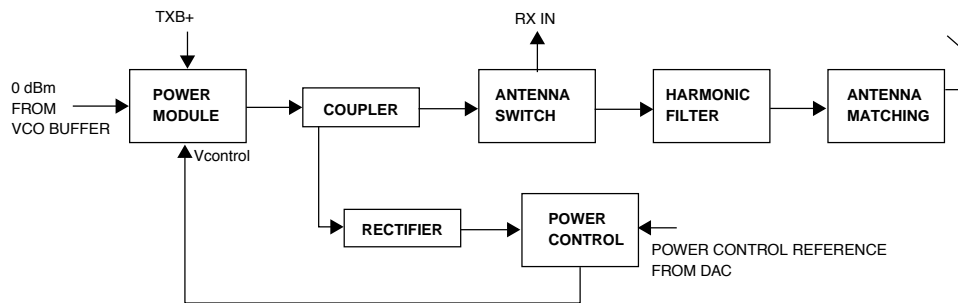 TXB+
RX IN
0 dBm
FROM
VCO BUFFER
POWER
MODULE
COUPLER
ANTENNA
SWITCH
HARMONIC
FILTER
ANTENNA
MATCHING
Vcontrol
RECTIFIER
POWER
CONTROL
POWER CONTROL REFERENCE
FROM DAC